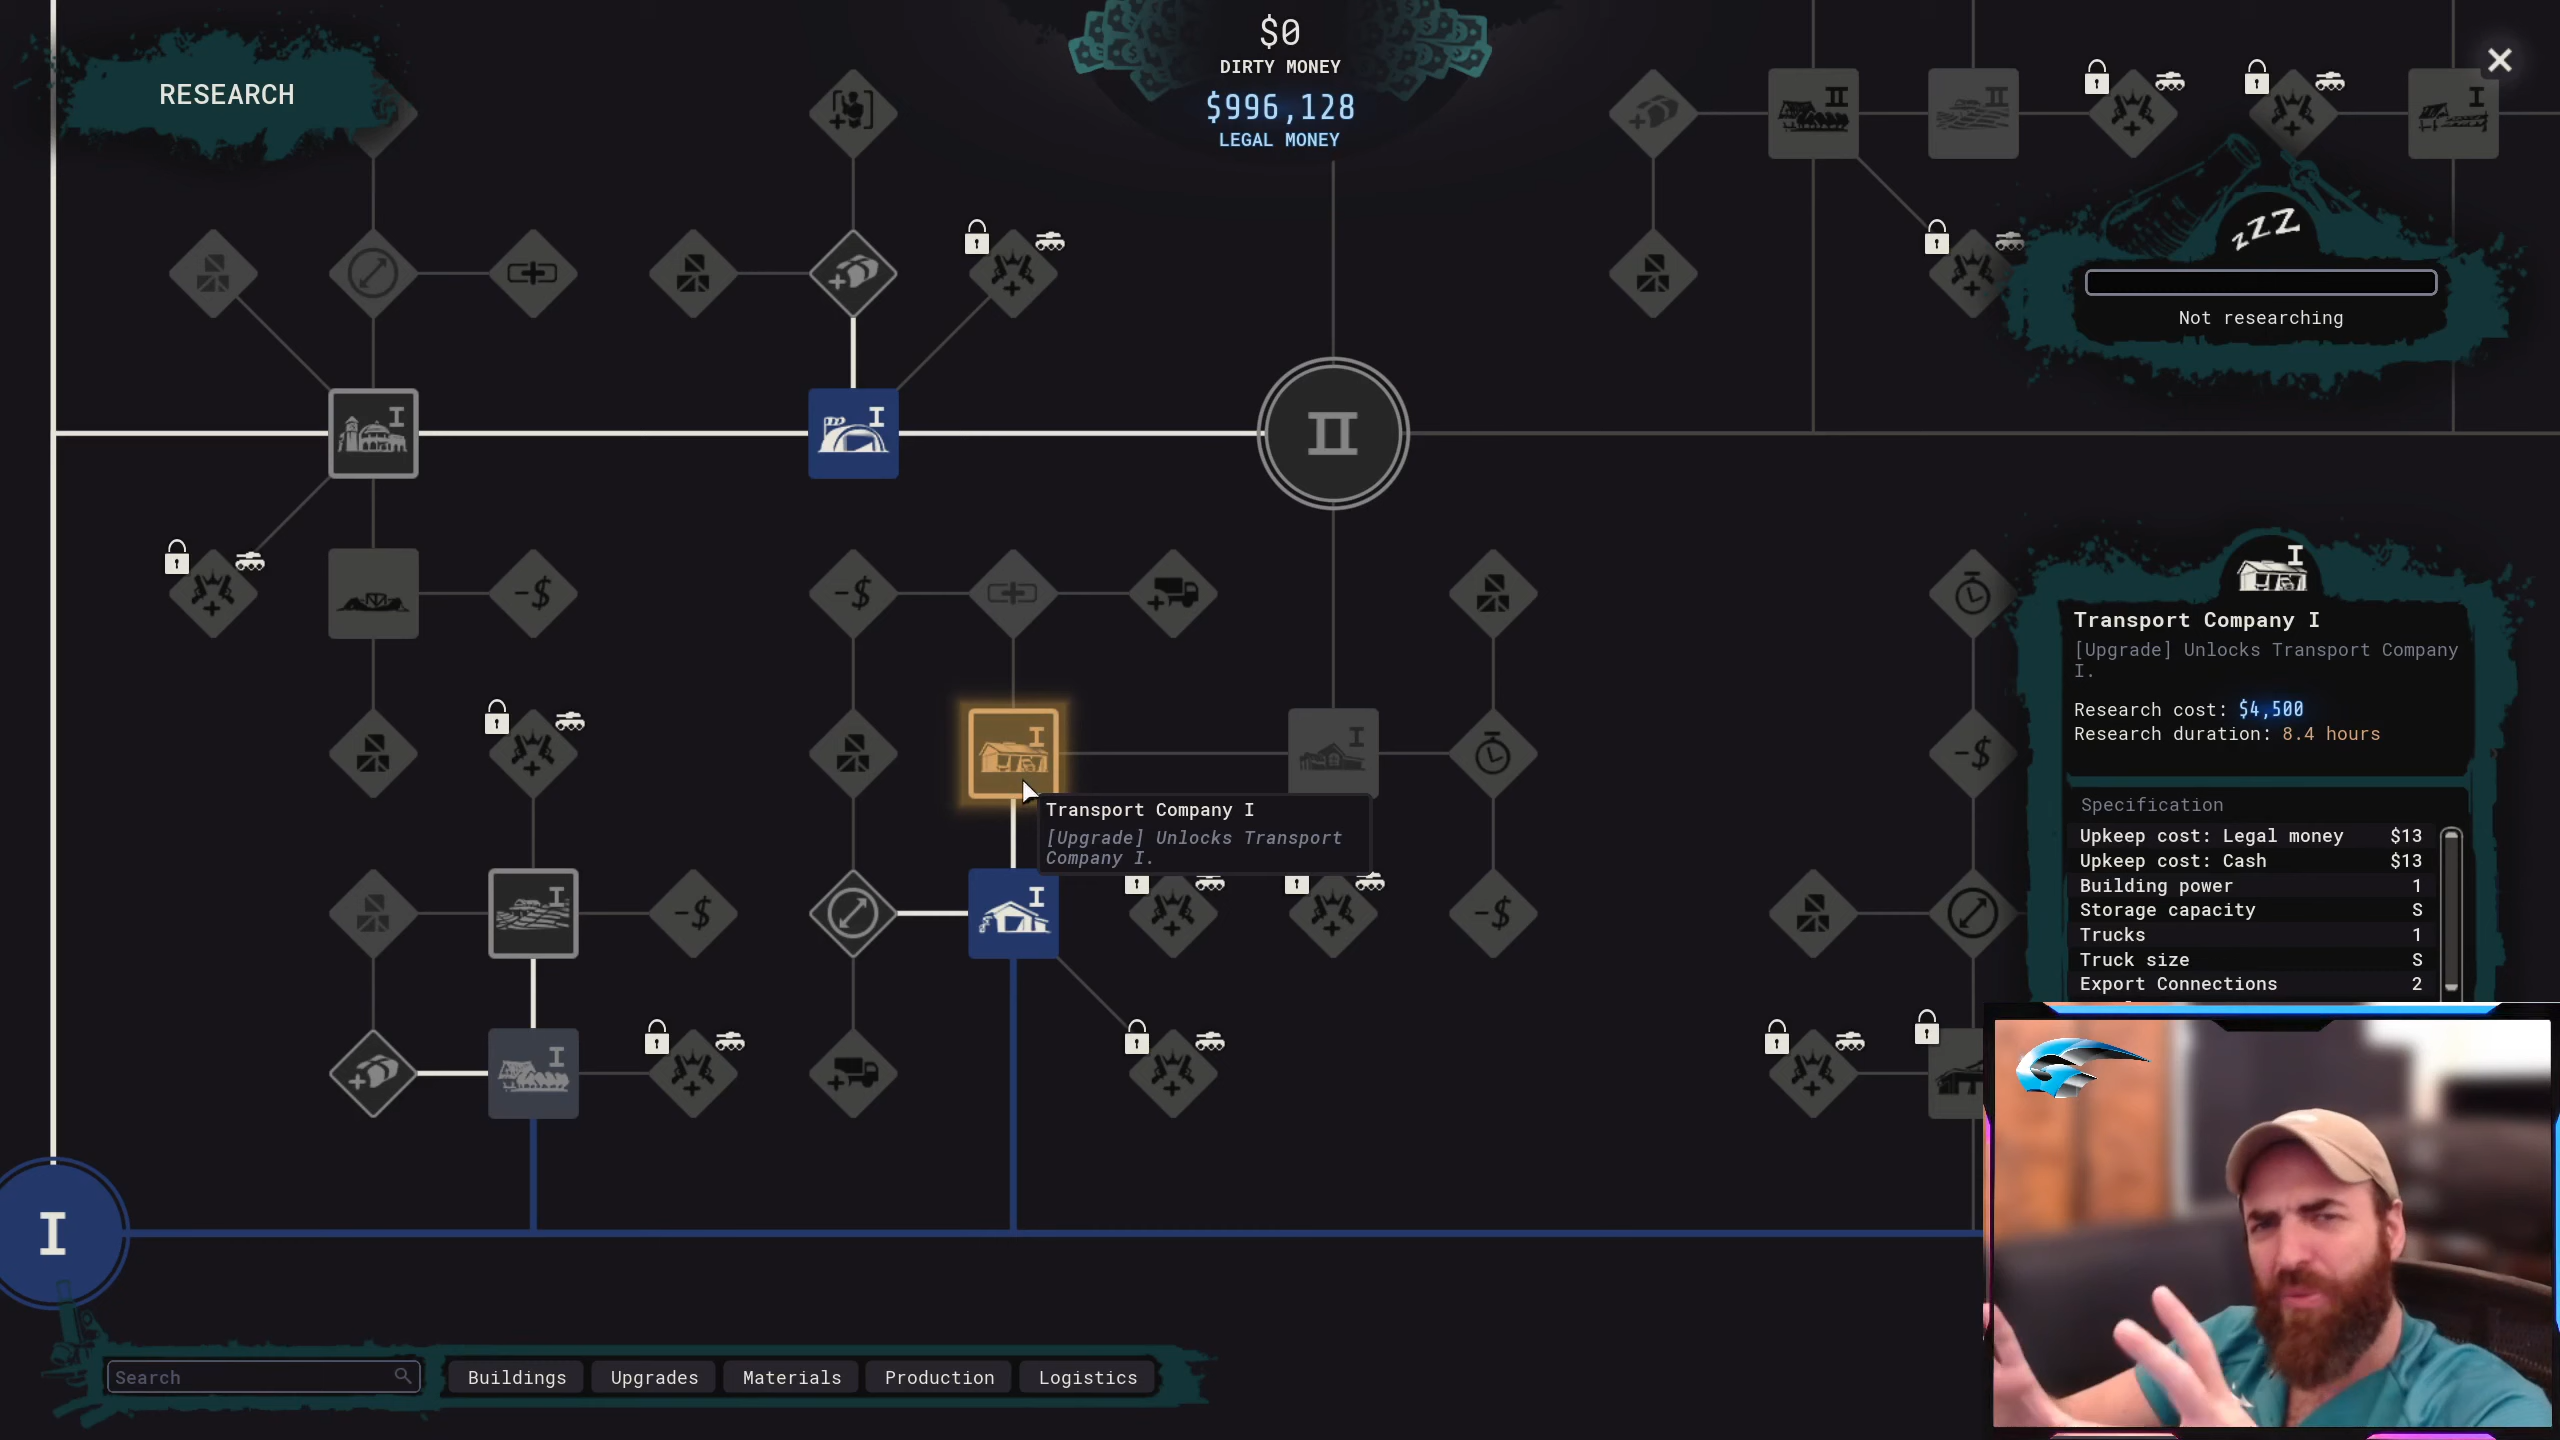 $0
DIRTY MONEY
$996,128
LEGAL MONEY
RESEARCH
II
II
I
zzZ
Not researching
I
I
II
I
Transport Company I
[Upgrade] Unlocks Transport Company
I.
Research cost: $4,500
Research duration: 8.4 hours
-$
-$
I
I
-$
Transport Company I
[Upgrade] Unlocks Transport
Company I.
Specification
Upkeep cost: Legal money $13
Upkeep cost: Cash $13
Building power 1
Storage capacity S
Trucks 1
Truck size S
Export Connections 2
I
-$
I
-$
I
I
Search
Buildings
Upgrades
Materials
Production
Logistics